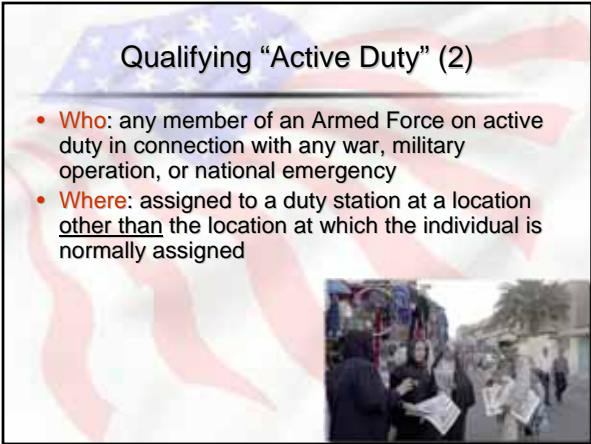 Qualifying “Active Duty” (2)
• Who: any member of an Armed Force on active
duty in connection with any war, military
operation, or national emergency
• Where: assigned to a duty station at a location
other than the location at which the individual is
normally assigned